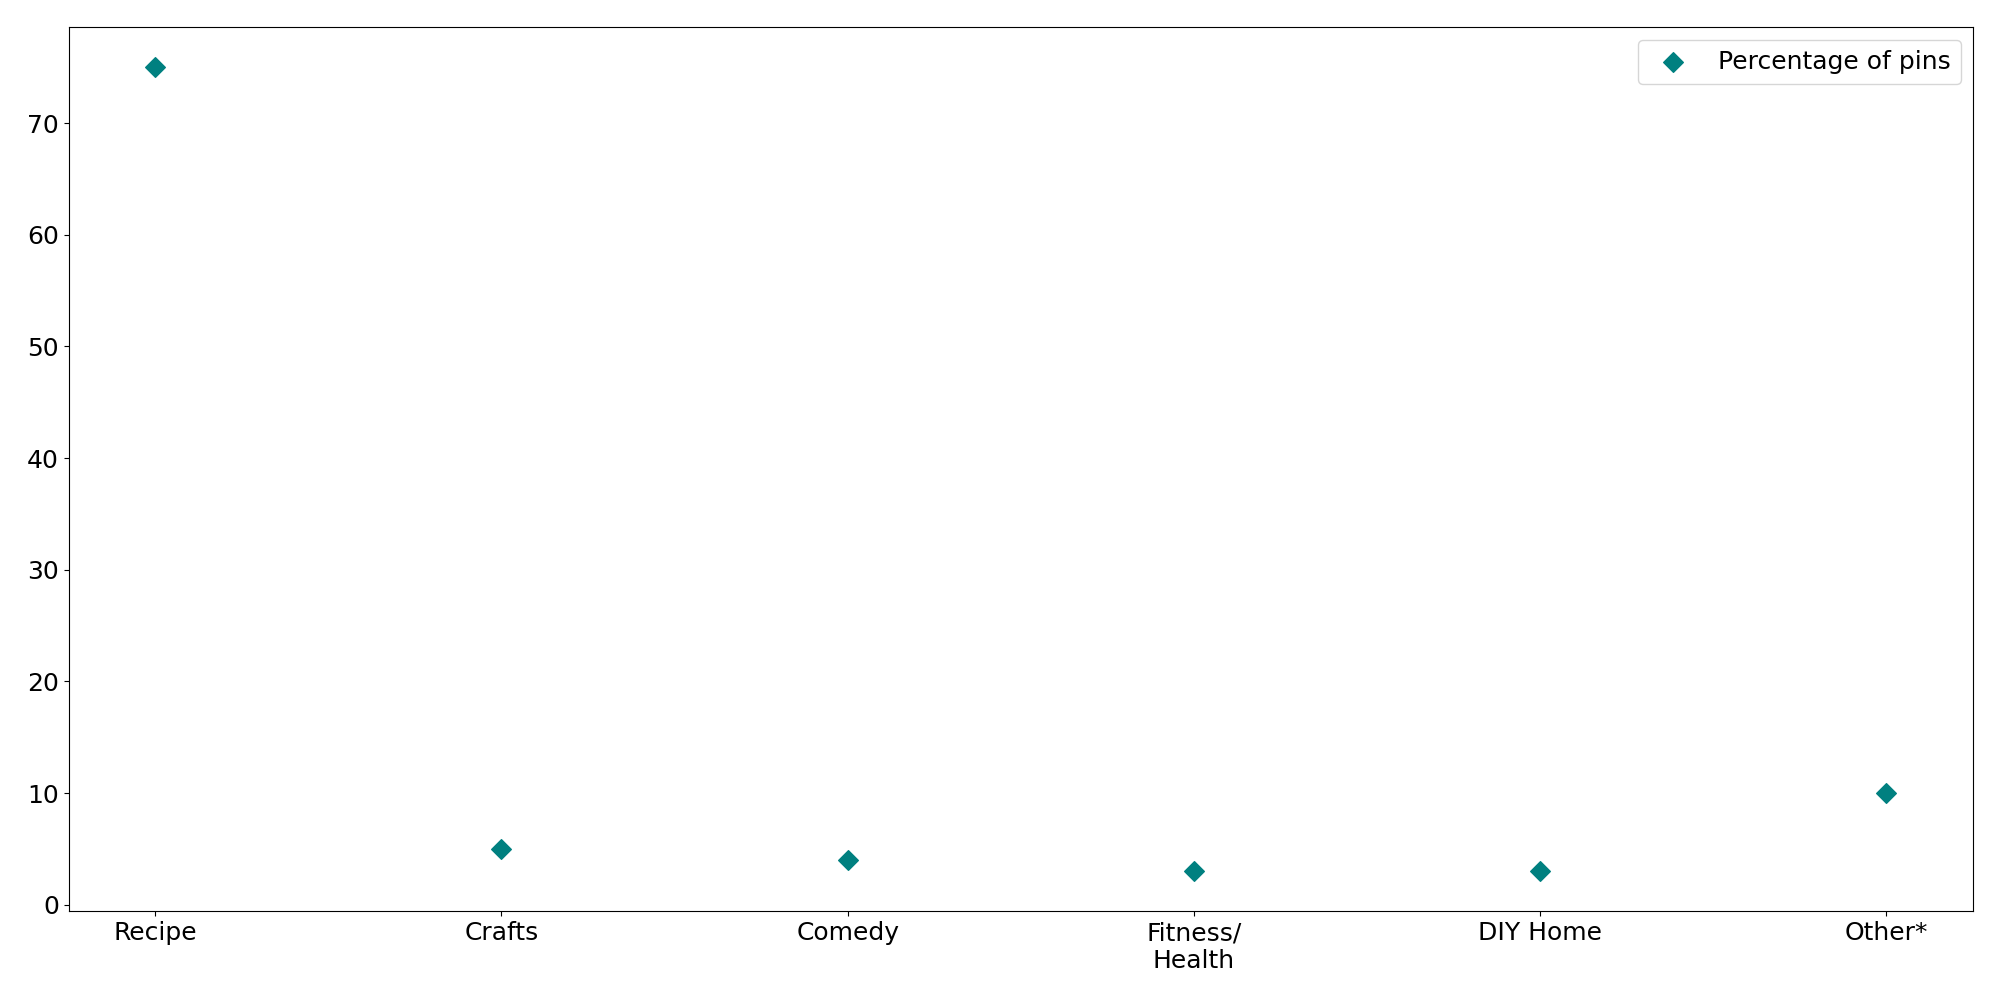 Percentage of pins
70
60
50
40
30
20
10
0
Recipe
Crafts
Comedy
Fitness/
Health
DIY Home
Other*